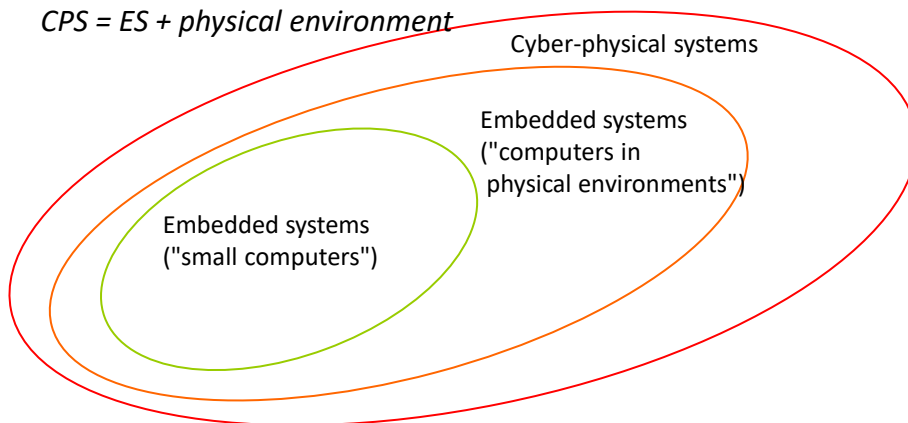 CPS = ES + physical environment
Cyber-physical systems
Embedded systems
("computers in
physical environments")
Embedded systems
("small computers")